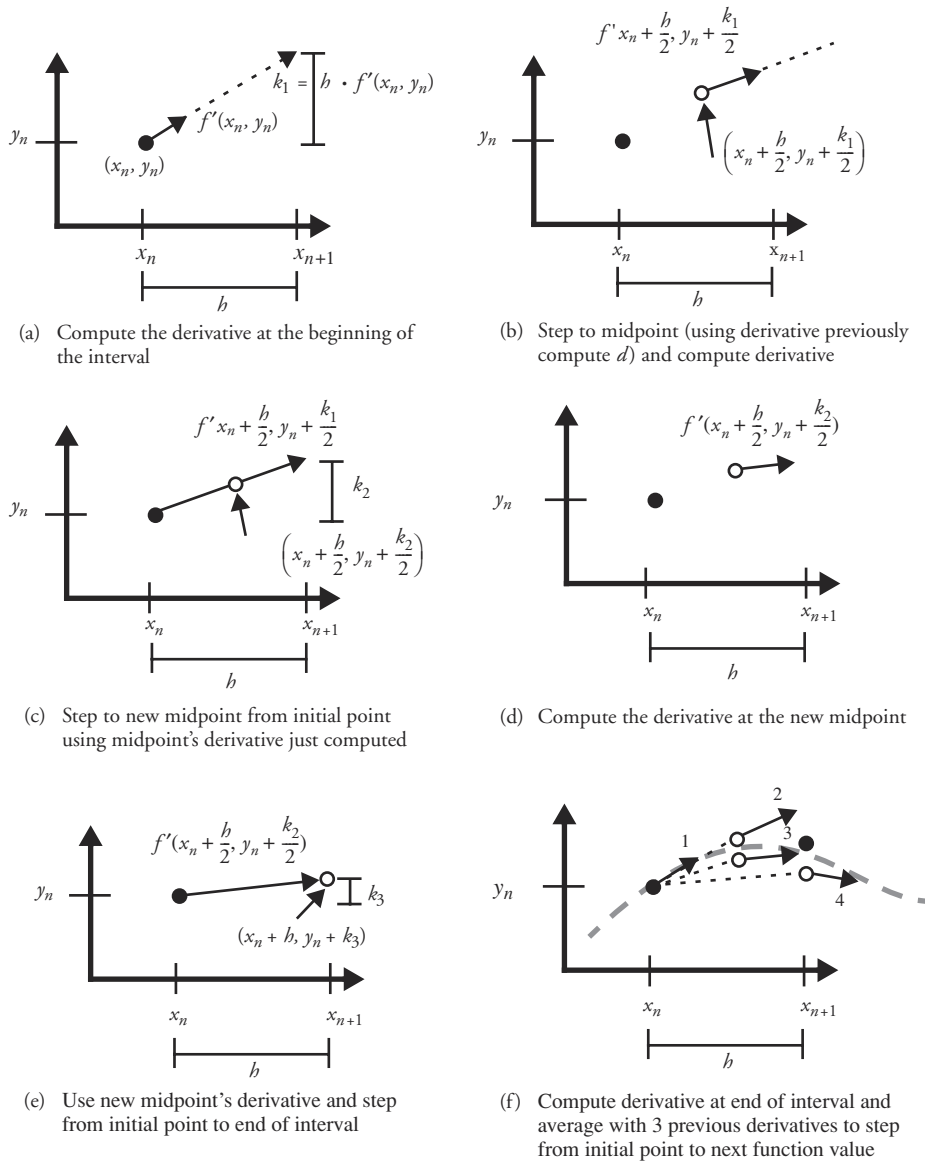 k₁ = h · f′(xₙ, yₙ)
f′(xₙ, yₙ)
yₙ
(xₙ, yₙ)
xₙ
xₙ₊₁
h
(a) Compute the derivative at the beginning of
the interval
f' xₙ + h/2, yₙ + k₁/2
yₙ
(xₙ + h/2, yₙ + k₁/2)
xₙ
xₙ₊₁
h
(b) Step to midpoint (using derivative previously
compute d) and compute derivative
f′ xₙ + h/2, yₙ + k₁/2
k₂
yₙ
(xₙ + h/2, yₙ + k₂/2)
xₙ
xₙ₊₁
h
(c) Step to new midpoint from initial point
using midpoint’s derivative just computed
f′(xₙ + h/2, yₙ + k₂/2)
yₙ
xₙ
xₙ₊₁
h
(d) Compute the derivative at the new midpoint
f′(xₙ + h/2, yₙ + k₂/2)
yₙ
k₃
(xₙ + h, yₙ + k₃)
xₙ
xₙ₊₁
h
(e) Use new midpoint’s derivative and step
from initial point to end of interval
2
1
3
yₙ
4
xₙ
xₙ₊₁
h
(f) Compute derivative at end of interval and
average with 3 previous derivatives to step
from initial point to next function value